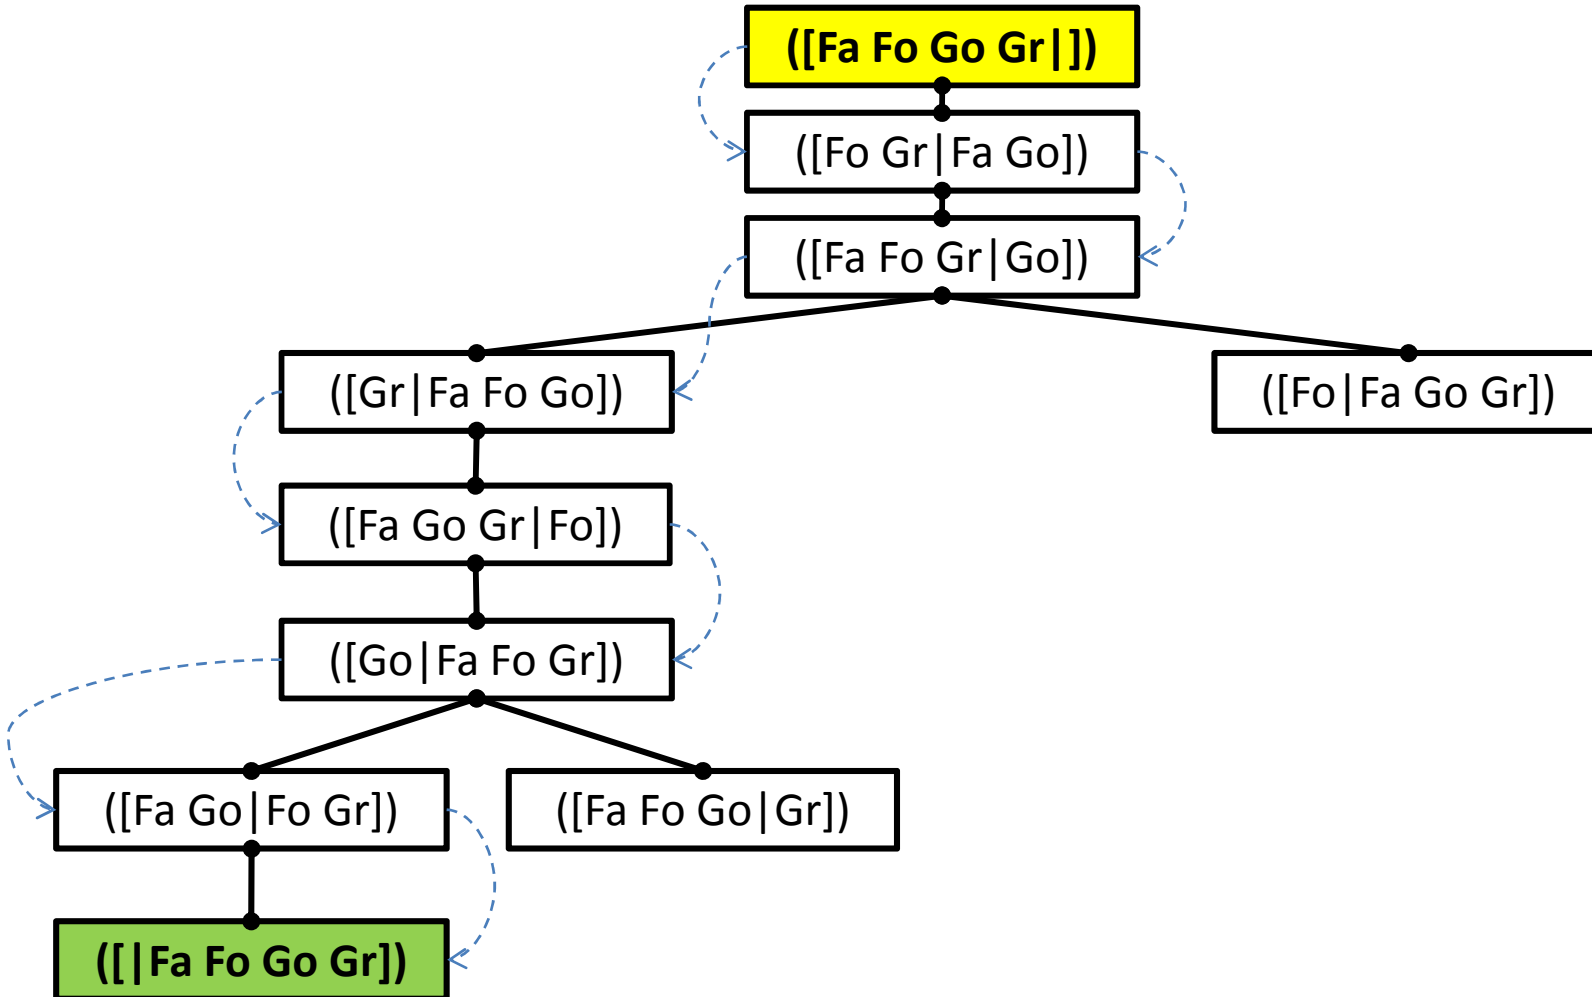 ([Fa Fo Go Gr|])
([Fo Gr|Fa Go])
([Fa Fo Gr|Go])
([Gr|Fa Fo Go])
([Fo|Fa Go Gr])
([Fa Go Gr|Fo])
([Go|Fa Fo Gr])
([Fa Go|Fo Gr])
([Fa Fo Go|Gr])
([|Fa Fo Go Gr])